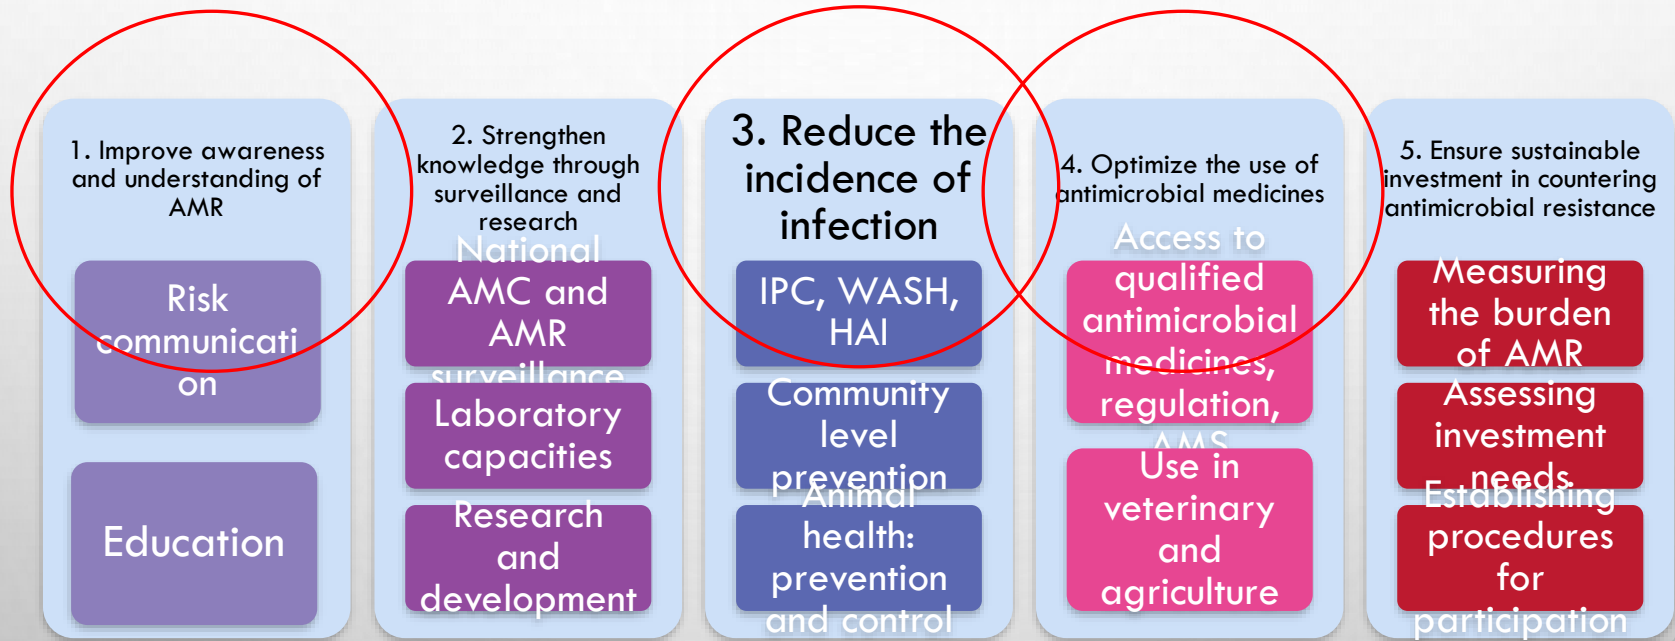 1. Improve awareness
and understanding of
AMR
Risk
communicati
on
Education
2. Strengthen
knowledge through
surveillance and
research
National
AMC and
AMR
surveillance
Laboratory
capacities
Research
and
development
3. Reduce the
incidence of
infection
IPC, WASH,
HAI
Community
level
prevention
Animal
health:
prevention
and control
4. Optimize the use of
antimicrobial medicines
Access to
qualified
antimicrobial
medicines,
regulation,
AMS
Use in
veterinary
and
agriculture
5. Ensure sustainable
investment in countering
antimicrobial resistance
Measuring
the burden
of AMR
Assessing
investment
needs
Establishing
procedures
for
participation